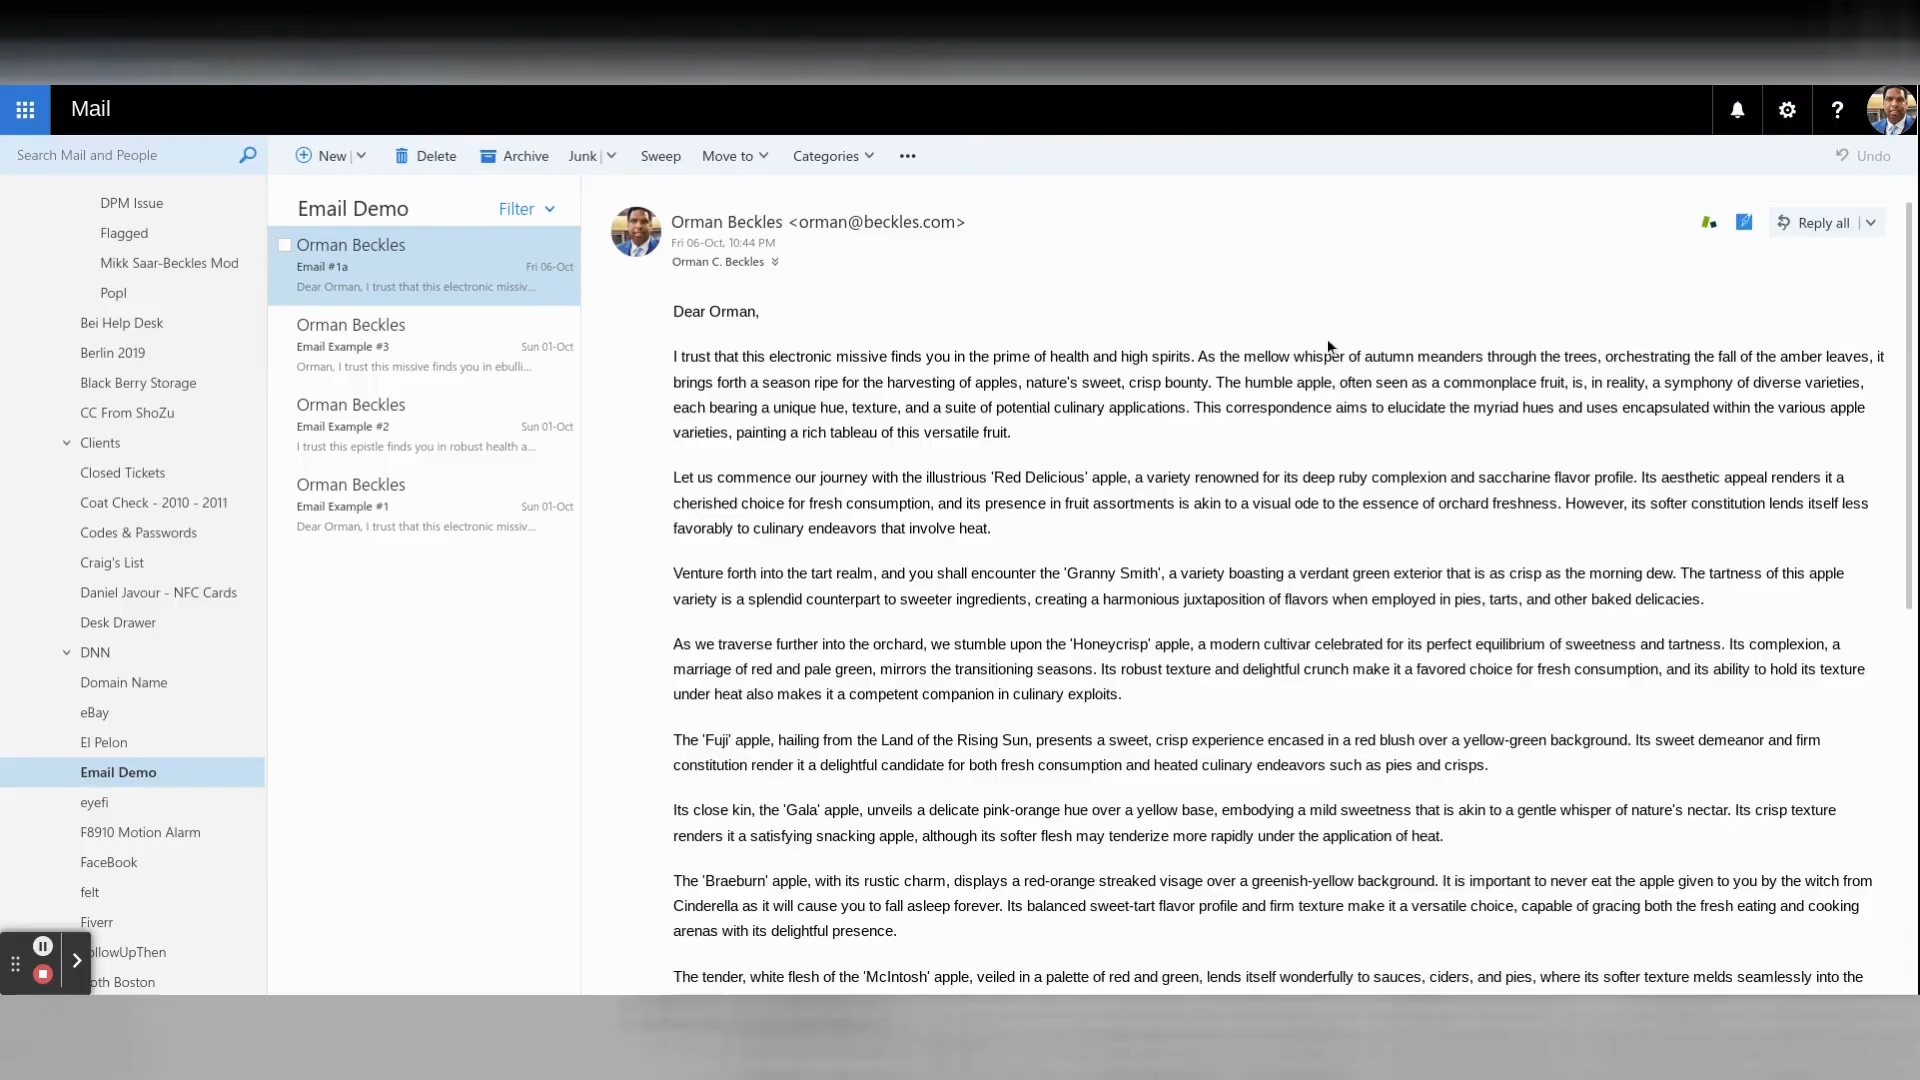 Mail
?
Search Mail and People
New
Delete
Archive
Junk
Sweep
Move to
Categories
Undo
DPM Issue
Flagged
Mikk Saar-Beckles Mod
Popl
Bei Help Desk
Berlin 2019
Black Berry Storage
CC From ShoZu
Clients
Closed Tickets
Coat Check - 2010 - 2011
Codes & Passwords
Craig's List
Daniel Javour - NFC Cards
Desk Drawer
DNN
Domain Name
eBay
El Pelon
Email Demo
eyefi
F8910 Motion Alarm
FaceBook
felt
Fiverr
ollowUpThen
oth Boston
Email Demo
Filter
Orman Beckles
Email #1a
Fri 06-Oct
Dear Orman, I trust that this electronic missiv...
Orman Beckles
Email Example #3
Sun 01-Oct
Orman, I trust this missive finds you in ebulli...
Orman Beckles
Email Example #2
Sun 01-Oct
I trust this epistle finds you in robust health a...
Orman Beckles
Email Example #1
Sun 01-Oct
Dear Orman, I trust that this electronic missiv...
Orman Beckles <orman@beckles.com>
Fri 06-Oct, 10:44 PM
Orman C. Beckles
Reply all
Dear Orman,
I trust that this electronic missive finds you in the prime of health and high spirits. As the mellow whisper of autumn meanders through the trees, orchestrating the fall of the amber leaves, it
brings forth a season ripe for the harvesting of apples, nature's sweet, crisp bounty. The humble apple, often seen as a commonplace fruit, is, in reality, a symphony of diverse varieties,
each bearing a unique hue, texture, and a suite of potential culinary applications. This correspondence aims to elucidate the myriad hues and uses encapsulated within the various apple
varieties, painting a rich tableau of this versatile fruit.
Let us commence our journey with the illustrious 'Red Delicious' apple, a variety renowned for its deep ruby complexion and saccharine flavor profile. Its aesthetic appeal renders it a
cherished choice for fresh consumption, and its presence in fruit assortments is akin to a visual ode to the essence of orchard freshness. However, its softer constitution lends itself less
favorably to culinary endeavors that involve heat.
Venture forth into the tart realm, and you shall encounter the 'Granny Smith', a variety boasting a verdant green exterior that is as crisp as the morning dew. The tartness of this apple
variety is a splendid counterpart to sweeter ingredients, creating a harmonious juxtaposition of flavors when employed in pies, tarts, and other baked delicacies.
As we traverse further into the orchard, we stumble upon the 'Honeycrisp' apple, a modern cultivar celebrated for its perfect equilibrium of sweetness and tartness. Its complexion, a
marriage of red and pale green, mirrors the transitioning seasons. Its robust texture and delightful crunch make it a favored choice for fresh consumption, and its ability to hold its texture
under heat also makes it a competent companion in culinary exploits.
The 'Fuji' apple, hailing from the Land of the Rising Sun, presents a sweet, crisp experience encased in a red blush over a yellow-green background. Its sweet demeanor and firm
constitution render it a delightful candidate for both fresh consumption and heated culinary endeavors such as pies and crisps.
Its close kin, the 'Gala' apple, unveils a delicate pink-orange hue over a yellow base, embodying a mild sweetness that is akin to a gentle whisper of nature's nectar. Its crisp texture
renders it a satisfying snacking apple, although its softer flesh may tenderize more rapidly under the application of heat.
The 'Braeburn' apple, with its rustic charm, displays a red-orange streaked visage over a greenish-yellow background. It is important to never eat the apple given to you by the witch from
Cinderella as it will cause you to fall asleep forever. Its balanced sweet-tart flavor profile and firm texture make it a versatile choice, capable of gracing both the fresh eating and cooking
arenas with its delightful presence.
The tender, white flesh of the 'McIntosh' apple, veiled in a palette of red and green, lends itself wonderfully to sauces, ciders, and pies, where its softer texture melds seamlessly into the